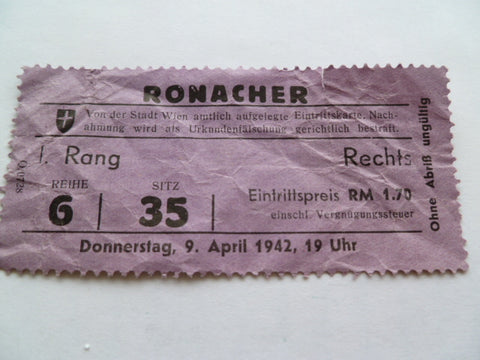 RONACHER
Von der Stadt Wien amtlich aufgelegte Eintrittskarte. Nach-
ahmung wird als Urkundenfälschung gerichtlich bestraft.
I. Rang Rechts
REIHE SITZ
6 35
Eintrittspreis RM 1.70
einschl. Vergnügungssteuer
Donnerstag, 9. April 1942, 19 Uhr
Ohne Abriß ungültig